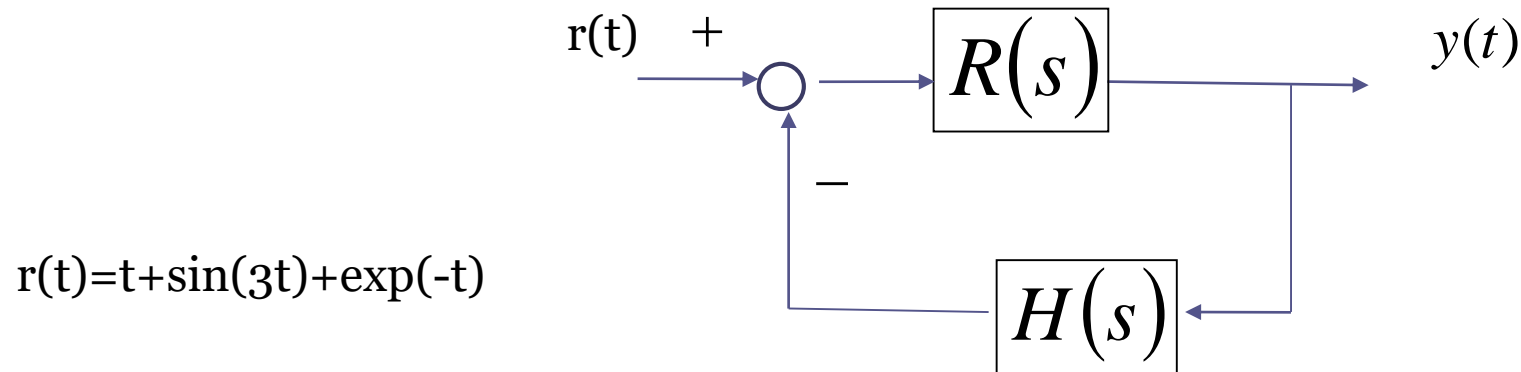 r(t) + R(s) y(t)
−
r(t)=t+sin(3t)+exp(-t)
H(s)